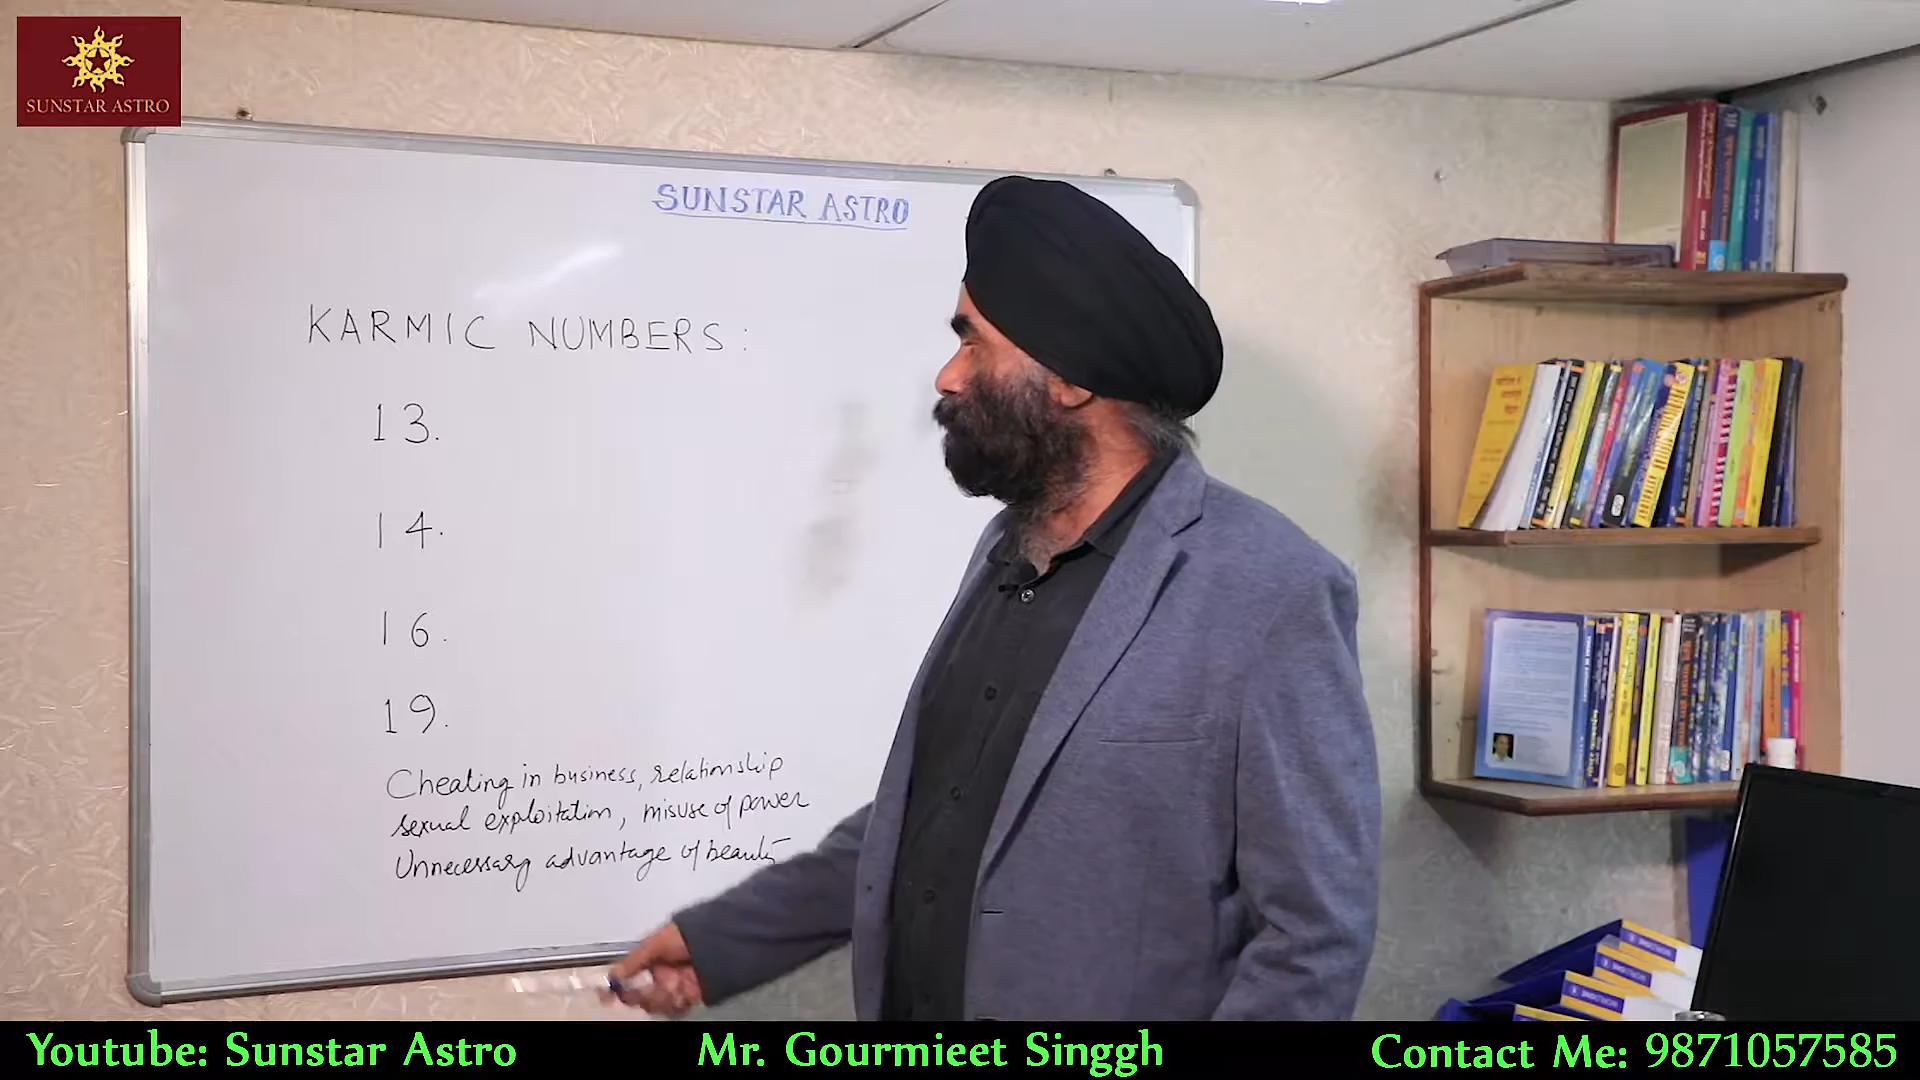 SUNSTAR ASTRO
SUNSTAR ASTRO
KARMIC NUMBERS:
13.
14.
16.
19.
Cheating in business, relationship
sexual exploitation, misuse of power
Unnecessary advantage of beauty
Youtube: Sunstar Astro
Mr. Gourmieet Singgh
Contact Me: 9871057585